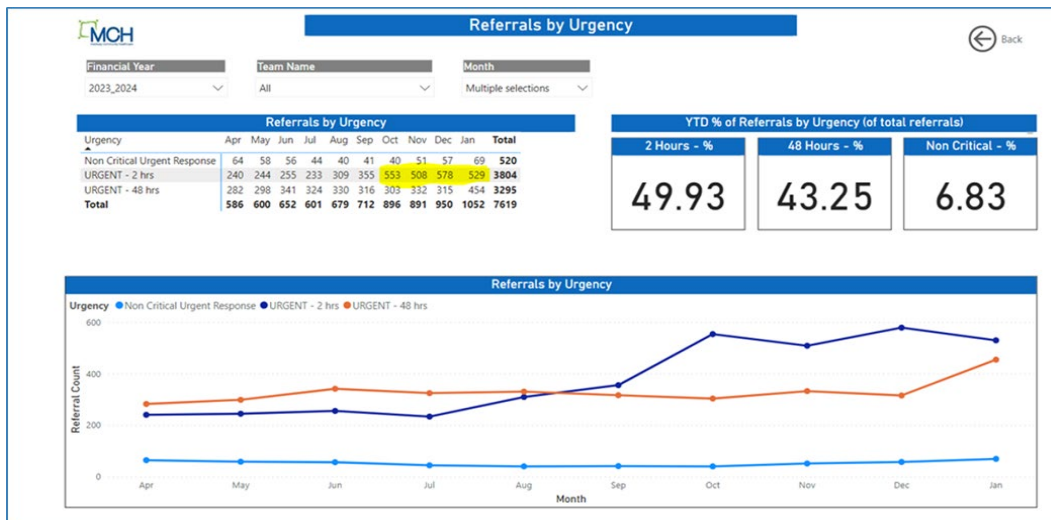 Referrals by Urgency
MCH
Back
Financial Year
Team Name
Month
2023_2024
All
Multiple selections
Referrals by Urgency
Urgency Apr May Jun Jul Aug Sep Oct Nov Dec Jan Total
Non Critical Urgent Response 64 58 56 44 40 41 40 51 57 69 520
URGENT - 2 hrs 240 244 255 233 309 355 553 508 578 529 3804
URGENT - 48 hrs 282 298 341 324 330 316 303 332 315 454 3295
Total 586 600 652 601 679 712 896 891 950 1052 7619
YTD % of Referrals by Urgency (of total referrals)
2 Hours - % 48 Hours - % Non Critical - %
49.93 43.25 6.83
Referrals by Urgency
Urgency Non Critical Urgent Response URGENT - 2 hrs URGENT - 48 hrs
600
400
200
0
Referral Count
Apr May Jun Jul Aug Sep Oct Nov Dec Jan
Month